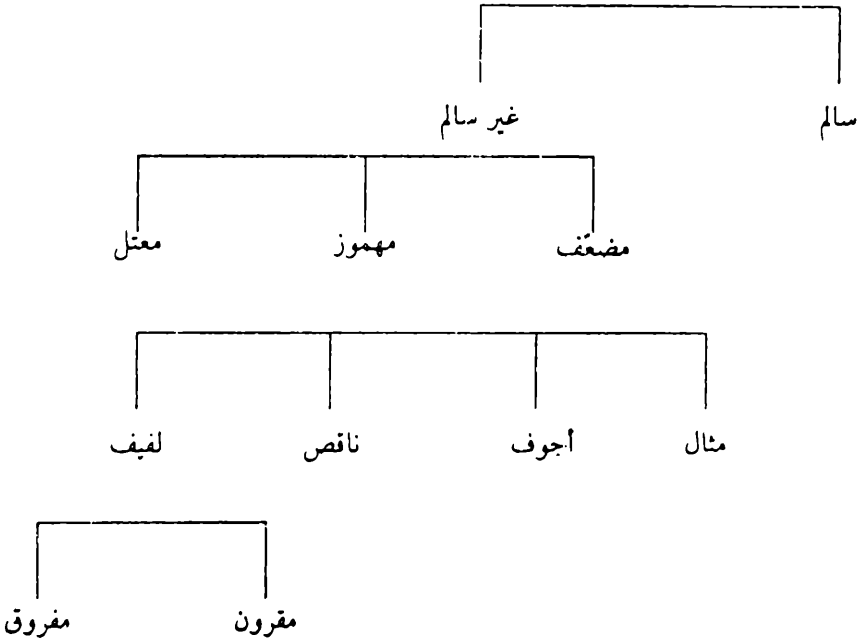 سالم غير سالم
مضعّف مهموز معتل
مثال أجوف ناقص لفيف
مقرون مفروق